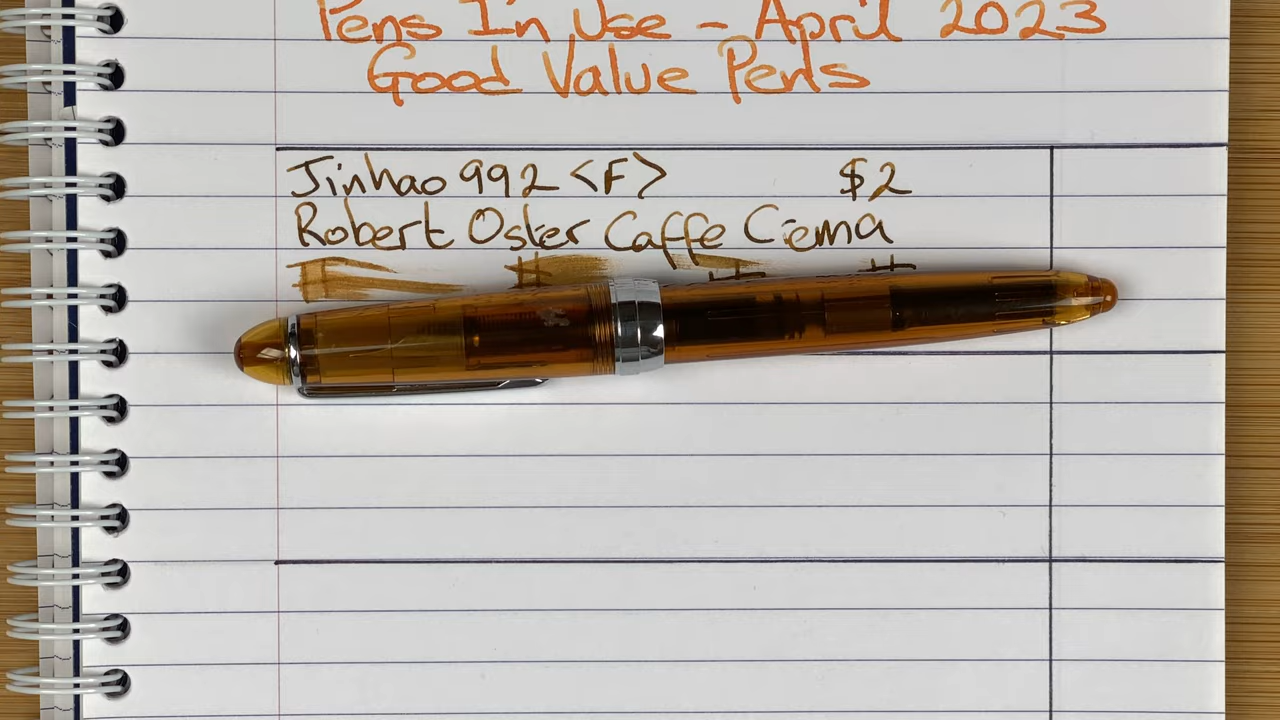 Pens In Use - April 2023
Good Value Pens
Jinhao 992 <F> $2
Robert Oster Caffe Crema